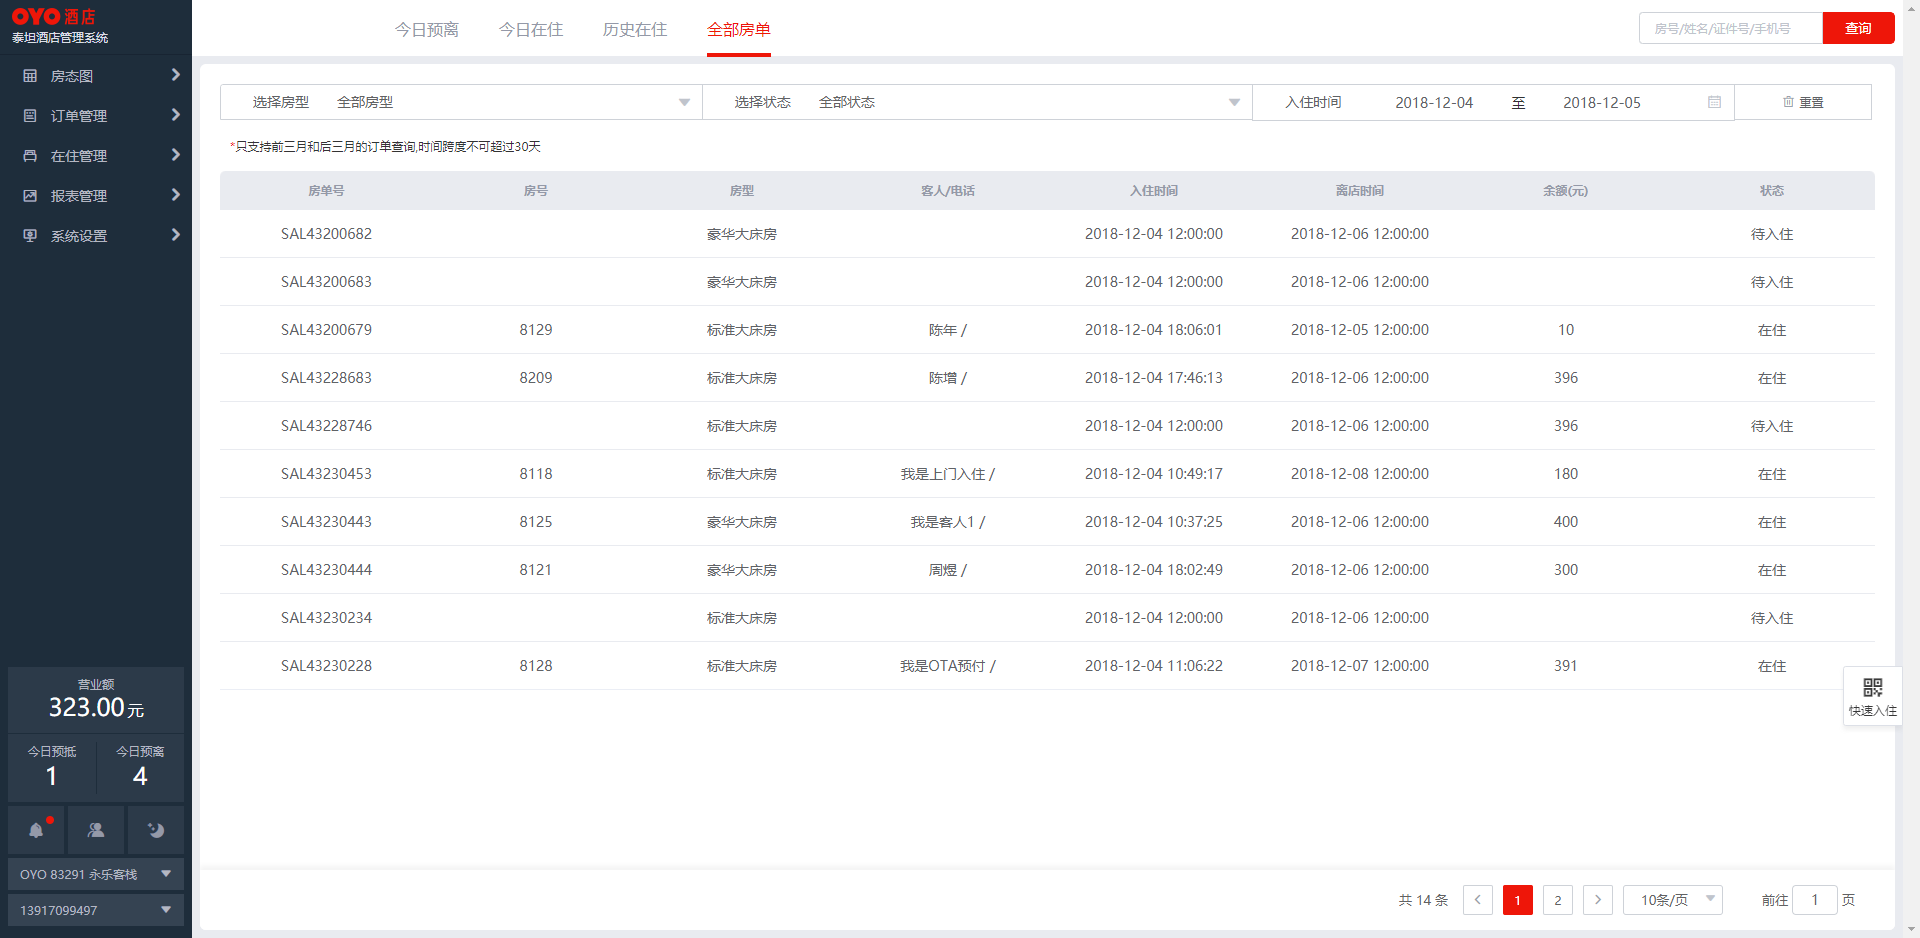 OYO 酒店
泰坦酒店管理系统
房态图
订单管理
在住管理
报表管理
系统设置
营业额
323.00元
今日预抵 今日预离
1 4
OYO 83291 永乐客栈
13917099497
今日预离 今日在住 历史在住 全部房单
房号/姓名/证件号/手机号 查询
选择房型 全部房型 选择状态 全部状态 入住时间 2018-12-04 至 2018-12-05 重置
*只支持前三月和后三月的订单查询,时间跨度不可超过30天
房单号 房号 房型 客人/电话 入住时间 离店时间 余额(元) 状态
SAL43200682 豪华大床房 2018-12-04 12:00:00 2018-12-06 12:00:00 待入住
SAL43200683 豪华大床房 2018-12-04 12:00:00 2018-12-06 12:00:00 待入住
SAL43200679 8129 标准大床房 陈年 / 2018-12-04 18:06:01 2018-12-05 12:00:00 10 在住
SAL43228683 8209 标准大床房 陈增 / 2018-12-04 17:46:13 2018-12-06 12:00:00 396 在住
SAL43228746 标准大床房 2018-12-04 12:00:00 2018-12-06 12:00:00 396 待入住
SAL43230453 8118 标准大床房 我是上门入住 / 2018-12-04 10:49:17 2018-12-08 12:00:00 180 在住
SAL43230443 8125 豪华大床房 我是客人1 / 2018-12-04 10:37:25 2018-12-06 12:00:00 400 在住
SAL43230444 8121 豪华大床房 周煜 / 2018-12-04 18:02:49 2018-12-06 12:00:00 300 在住
SAL43230234 标准大床房 2018-12-04 12:00:00 2018-12-06 12:00:00 待入住
SAL43230228 8128 标准大床房 我是OTA预付 / 2018-12-04 11:06:22 2018-12-07 12:00:00 391 在住
快速入住
共 14 条 1 2 10条/页 前往 1 页